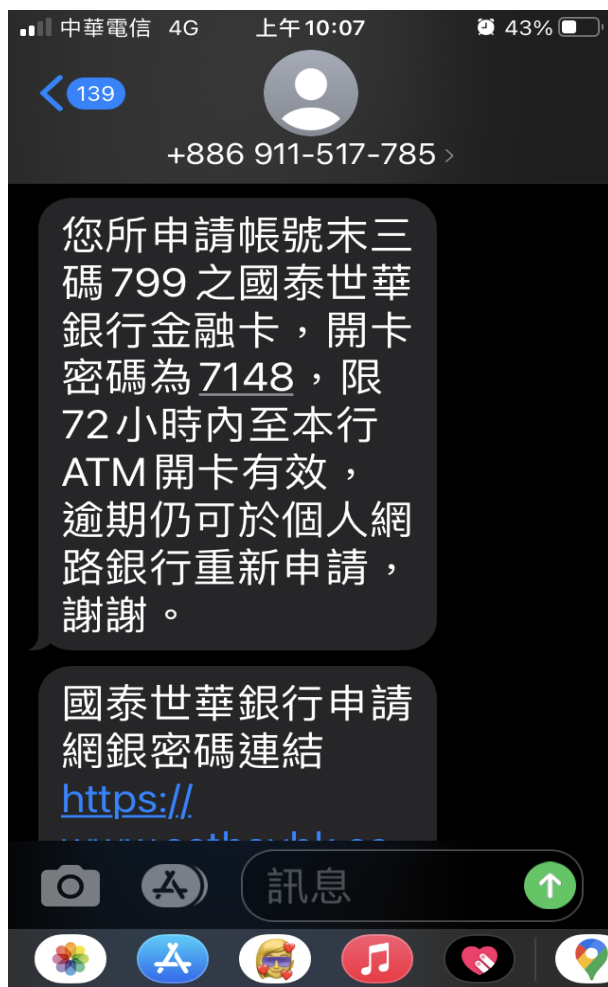 中華電信 4G 上午10:07 43%
139
+886 911-517-785
您所申請帳號末三
碼799之國泰世華
銀行金融卡，開卡
密碼為7148，限
72小時內至本行
ATM開卡有效，
逾期仍可於個人網
路銀行重新申請，
謝謝。
國泰世華銀行申請
網銀密碼連結
https://
訊息